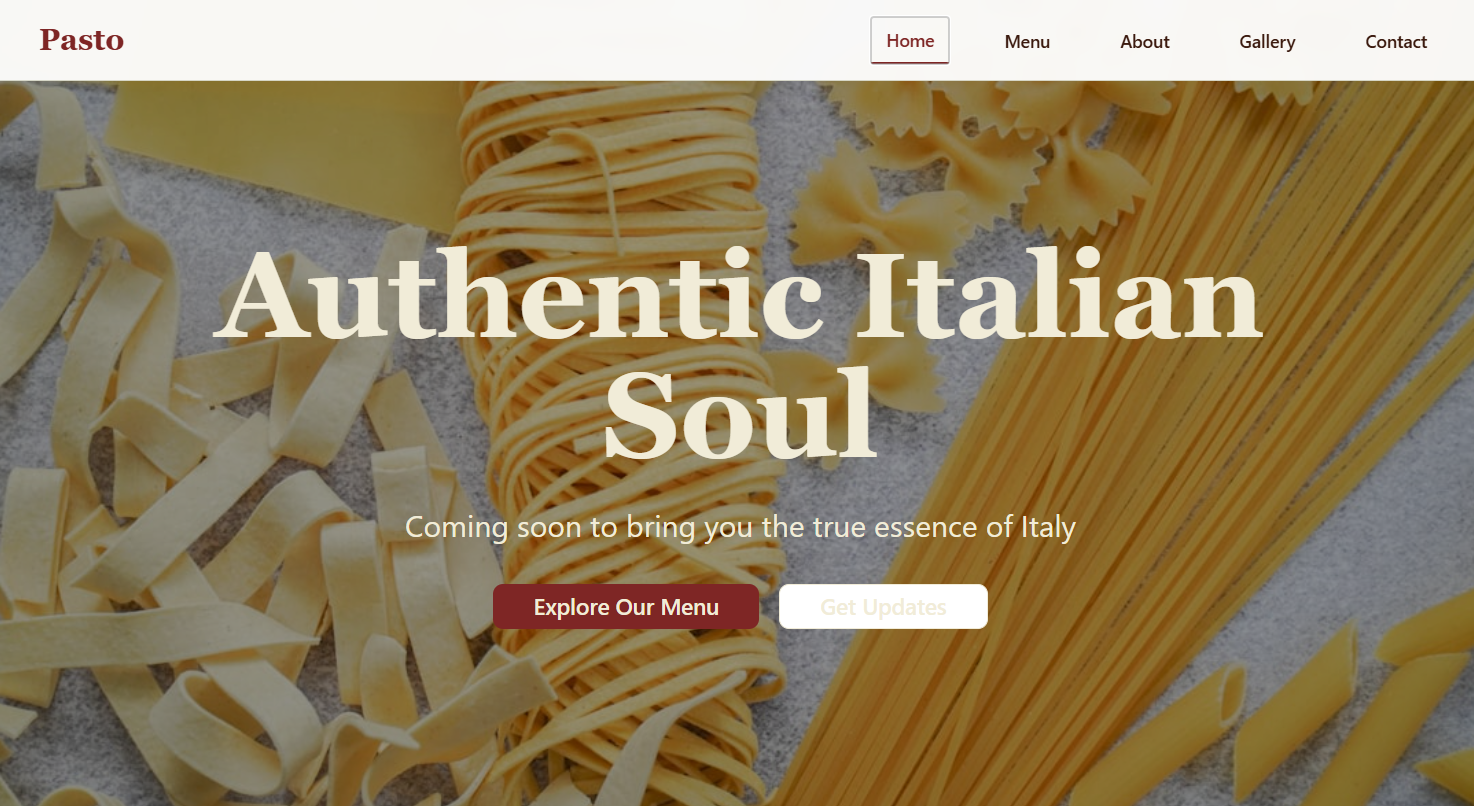 Pasto
Home
Menu
About
Gallery
Contact
Authentic Italian
Soul
Coming soon to bring you the true essence of Italy
Explore Our Menu
Get Updates